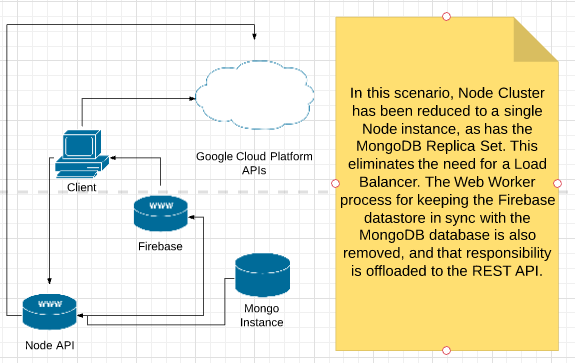 Google Cloud Platform
APIs
Client
WWW
Firebase
Mongo
Instance
WWW
Node API
In this scenario, Node Cluster
has been reduced to a single
Node instance, as has the
MongoDB Replica Set. This
eliminates the need for a Load
Balancer. The Web Worker
process for keeping the Firebase
datastore in sync with the
MongoDB database is also
removed, and that responsibility
is offloaded to the REST API.